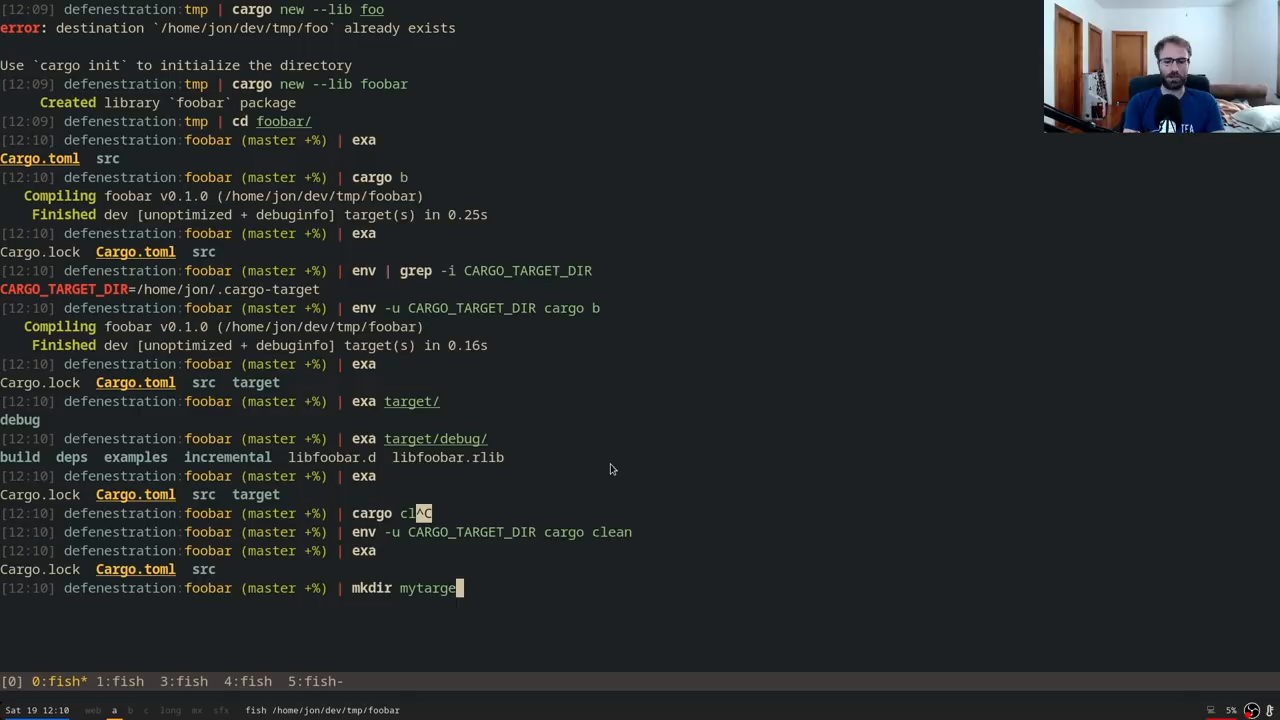 [12:09] defenestration:tmp | cargo new --lib foo
error: destination `/home/jon/dev/tmp/foo` already exists
Use `cargo init` to initialize the directory
[12:09] defenestration:tmp | cargo new --lib foobar
Created library `foobar` package
[12:09] defenestration:tmp | cd foobar/
[12:10] defenestration:foobar (master +%) | exa
Cargo.toml src
[12:10] defenestration:foobar (master +%) | cargo b
Compiling foobar v0.1.0 (/home/jon/dev/tmp/foobar)
Finished dev [unoptimized + debuginfo] target(s) in 0.25s
[12:10] defenestration:foobar (master +%) | exa
Cargo.lock Cargo.toml src
[12:10] defenestration:foobar (master +%) | env | grep -i CARGO_TARGET_DIR
CARGO_TARGET_DIR=/home/jon/.cargo-target
[12:10] defenestration:foobar (master +%) | env -u CARGO_TARGET_DIR cargo b
Compiling foobar v0.1.0 (/home/jon/dev/tmp/foobar)
Finished dev [unoptimized + debuginfo] target(s) in 0.16s
[12:10] defenestration:foobar (master +%) | exa
Cargo.lock Cargo.toml src target
[12:10] defenestration:foobar (master +%) | exa target/
debug
[12:10] defenestration:foobar (master +%) | exa target/debug/
build deps examples incremental libfoobar.d libfoobar.rlib
[12:10] defenestration:foobar (master +%) | exa
Cargo.lock Cargo.toml src target
[12:10] defenestration:foobar (master +%) | cargo cl^C
[12:10] defenestration:foobar (master +%) | env -u CARGO_TARGET_DIR cargo clean
[12:10] defenestration:foobar (master +%) | exa
Cargo.lock Cargo.toml src
[12:10] defenestration:foobar (master +%) | mkdir mytarge
[0] 0:fish* 1:fish 3:fish 4:fish 5:fish-
Sat 19 12:10 web a b c long mx sfx fish /home/jon/dev/tmp/foobar 5%